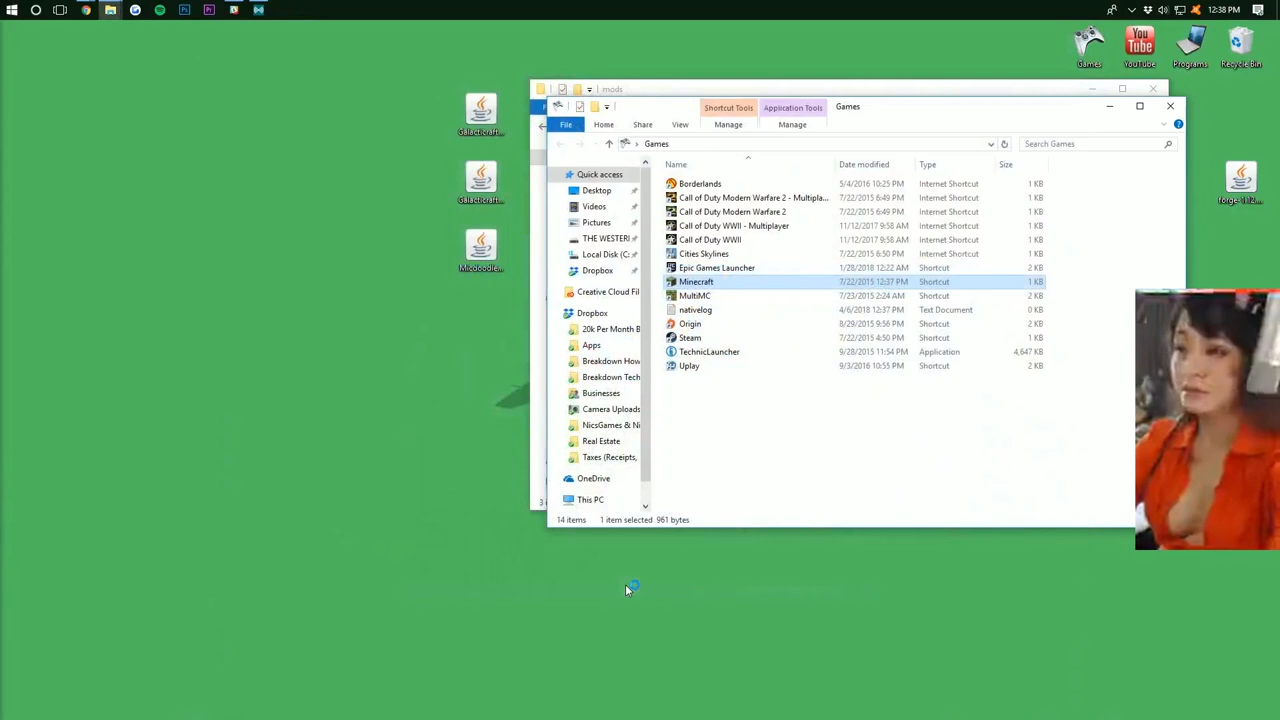 12:38 PM
Games
YouTube
Programs
Recycle Bin
Galacticraft...
Galacticraft...
Micdoodle...
forge-1.12...
mods
Shortcut Tools
Application Tools
Games
File
Home
Share
View
Manage
Manage
Games
Search Games
Name
Date modified
Type
Size
Quick access
Desktop
Videos
Pictures
THE WESTERN
Local Disk (C:
Dropbox
Creative Cloud Fil
Dropbox
20k Per Month B
Apps
Breakdown How
Breakdown Tech
Businesses
Camera Uploads
NicsGames & Ni
Real Estate
Taxes (Receipts,
OneDrive
This PC
Borderlands 5/4/2016 10:25 PM Internet Shortcut 1 KB
Call of Duty Modern Warfare 2 - Multipla... 7/22/2015 6:49 PM Internet Shortcut 1 KB
Call of Duty Modern Warfare 2 7/22/2015 6:49 PM Internet Shortcut 1 KB
Call of Duty WWII - Multiplayer 11/12/2017 9:58 AM Internet Shortcut 1 KB
Call of Duty WWII 11/12/2017 9:58 AM Internet Shortcut 1 KB
Cities Skylines 7/22/2015 6:50 PM Internet Shortcut 1 KB
Epic Games Launcher 1/28/2018 12:22 AM Shortcut 2 KB
Minecraft 7/22/2015 12:37 PM Shortcut 1 KB
MultiMC 7/23/2015 2:24 AM Shortcut 2 KB
nativelog 4/6/2018 12:37 PM Text Document 0 KB
Origin 8/29/2015 9:56 PM Shortcut 2 KB
Steam 7/22/2015 4:50 PM Shortcut 1 KB
TechnicLauncher 9/28/2015 11:54 PM Application 4,647 KB
Uplay 9/3/2016 10:55 PM Shortcut 2 KB
14 items
1 item selected 961 bytes